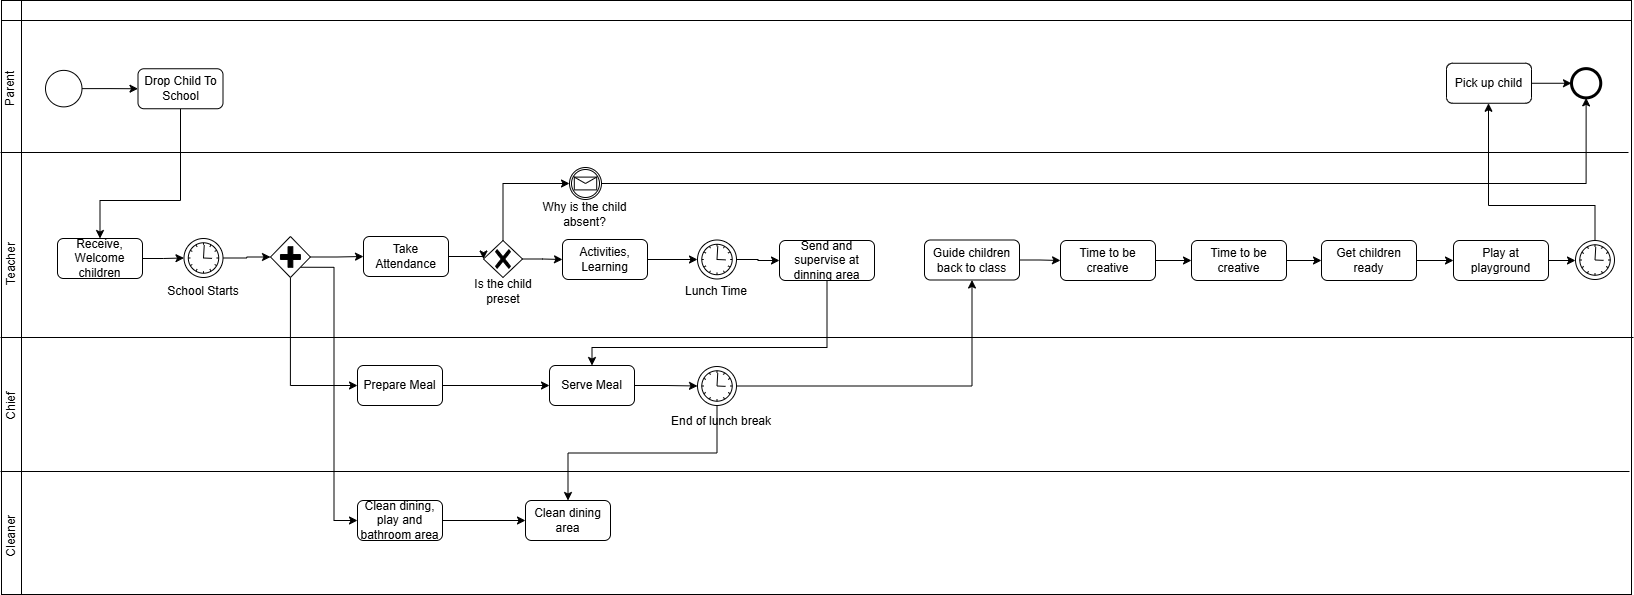 Parent
Drop Child To
School
Pick up child
Teacher
Why is the child
absent?
Receive,
Welcome
children
School Starts
Take
Attendance
Is the child
preset
Activities,
Learning
Lunch Time
Send and
supervise at
dinning area
Guide children
back to class
Time to be
creative
Time to be
creative
Get children
ready
Play at
playground
Chief
Prepare Meal
Serve Meal
End of lunch break
Cleaner
Clean dining,
play and
bathroom area
Clean dining
area